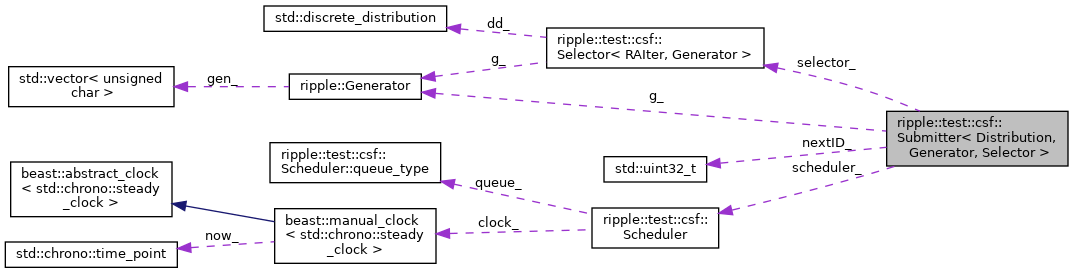 std::discrete_distribution
dd_
ripple::test::csf::
Selector< RAIter, Generator >
selector_
std::vector< unsigned
char >
gen_
ripple::Generator
g_
g_
ripple::test::csf::
Submitter< Distribution,
Generator, Selector >
nextID_
scheduler_
ripple::test::csf::
Scheduler::queue_type
std::uint32_t
beast::abstract_clock
< std::chrono::steady
_clock >
queue_
beast::manual_clock
< std::chrono::steady
_clock >
clock_
ripple::test::csf::
Scheduler
now_
std::chrono::time_point